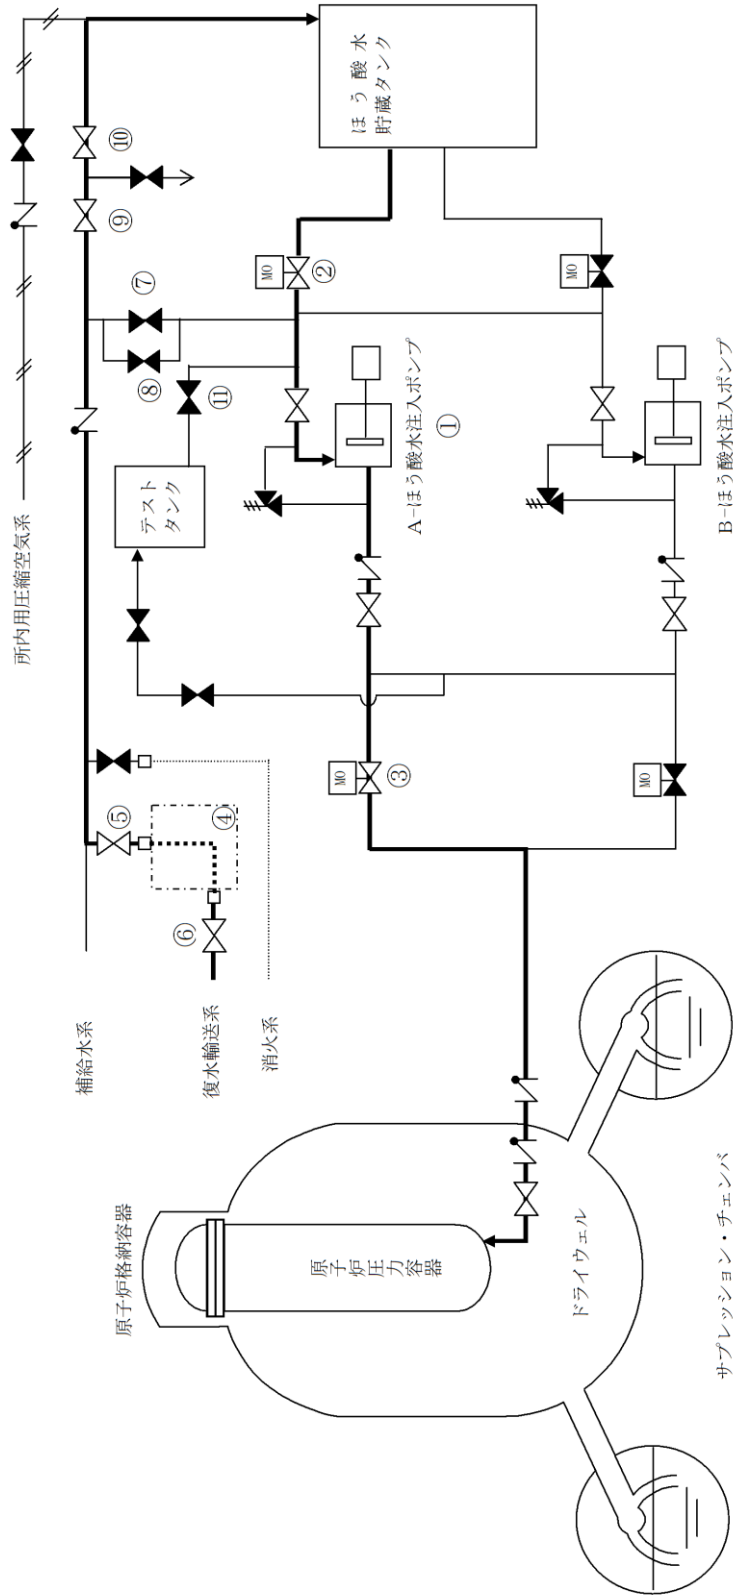 所内用圧縮空気系
補給水系
復水輸送系
消火系
原子炉格納容器
原子炉
圧力
容器
ドライウェル
サプレッション・チェンバ
テスト
タンク
ほう酸水
貯蔵タンク
A-ほう酸水注入ポンプ
B-ほう酸水注入ポンプ
MO
MO
MO
MO
①
②
③
④
⑤
⑥
⑦
⑧
⑨
⑩
⑪